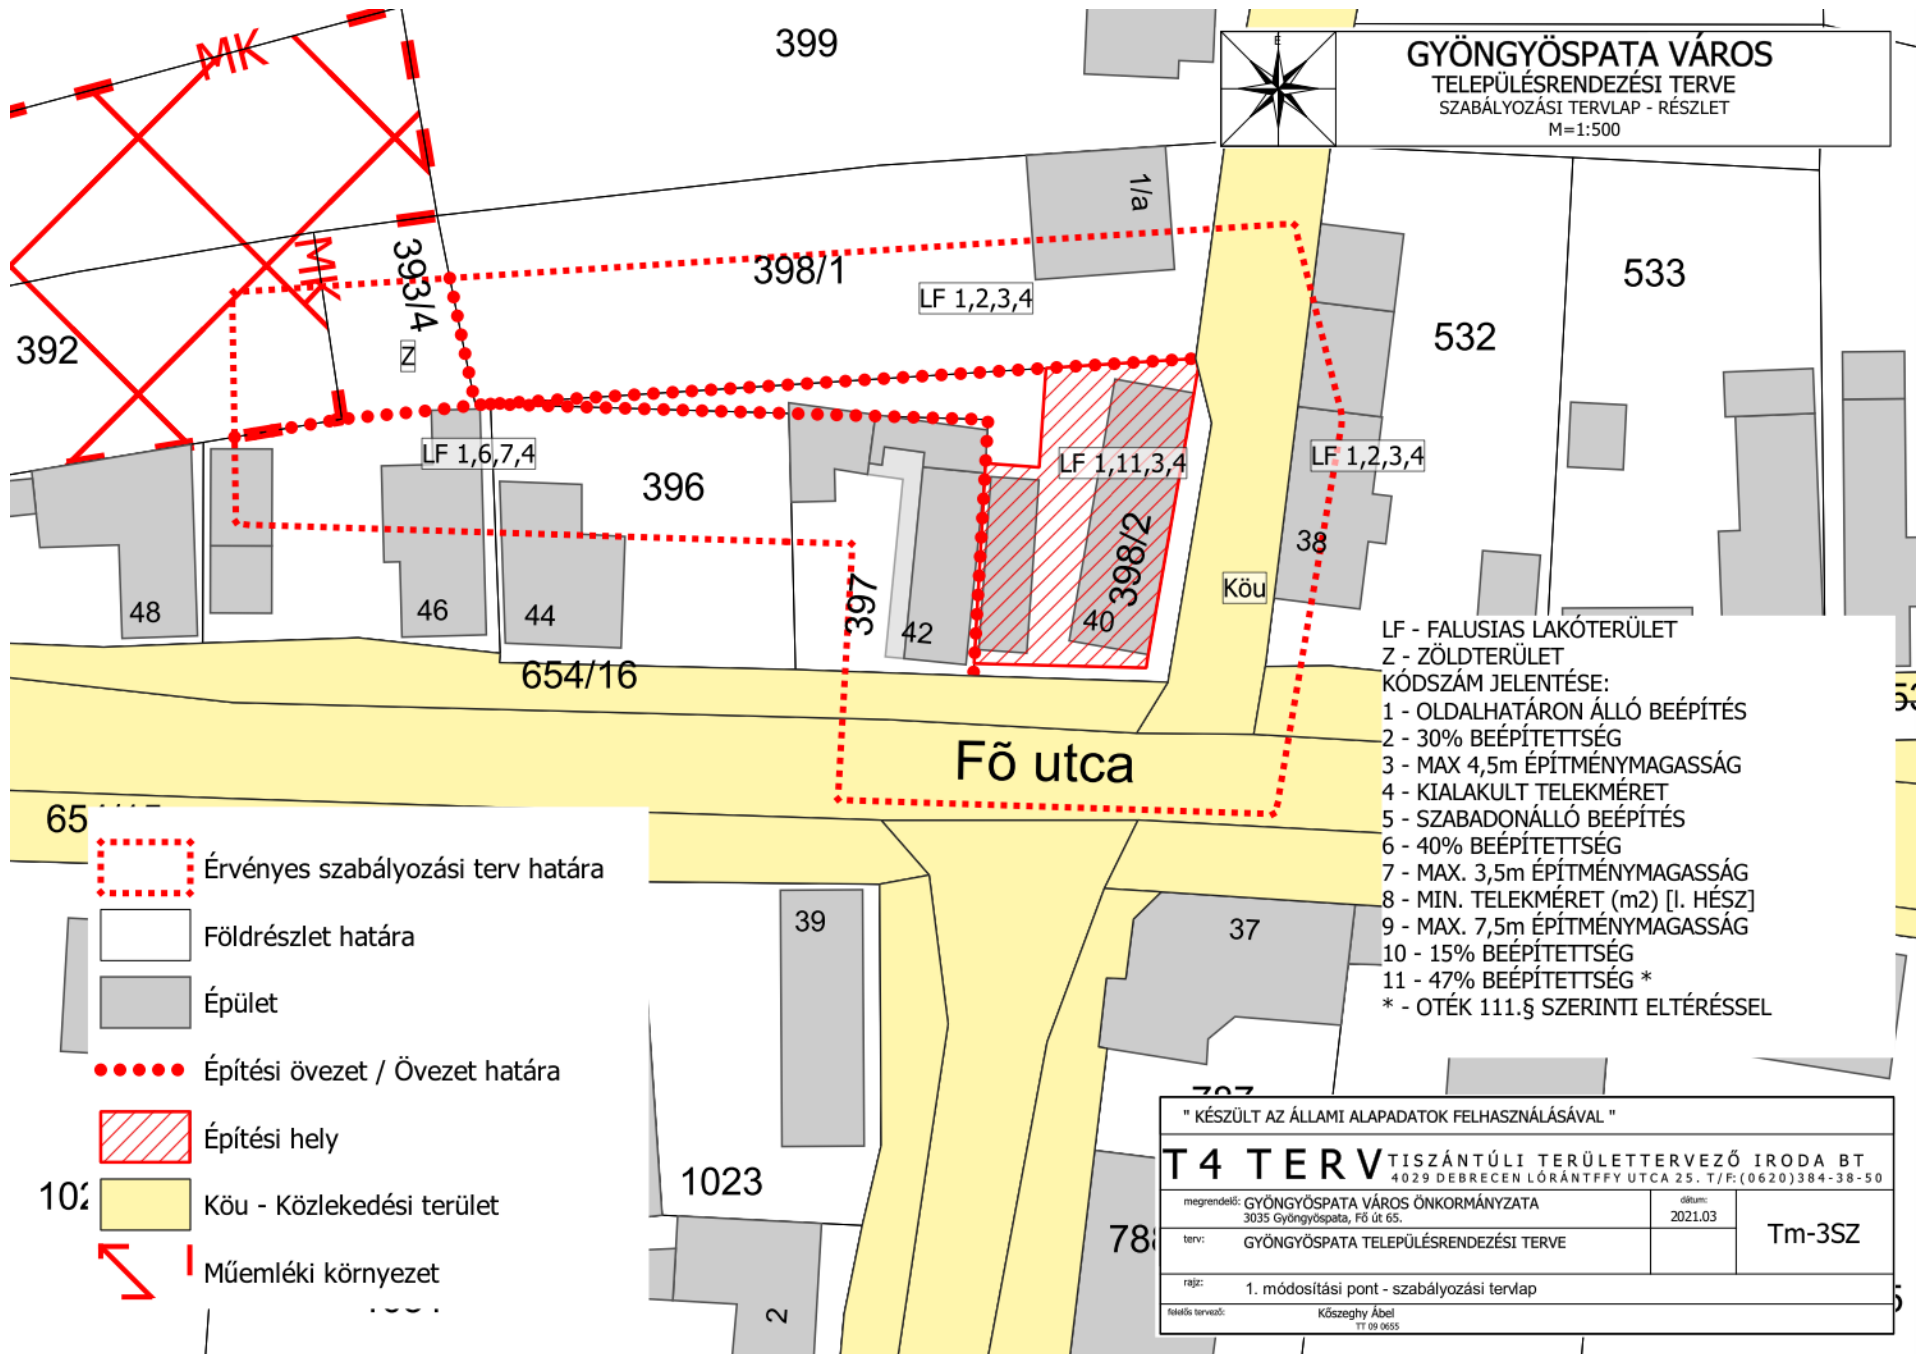 399
GYÖNGYÖSPATA VÁROS
TELEPÜLÉSRENDEZÉSI TERVE
SZABÁLYOZÁSI TERVLAP - RÉSZLET
M=1:500
É
MK
MK
1/a
393/4
398/1
LF 1,2,3,4
533
532
392
Z
LF 1,6,7,4
396
LF 1,11,3,4
LF 1,2,3,4
398/2
38
397
Köu
48
46
44
42
40
654/16
Fõ utca
LF - FALUSIAS LAKÓTERÜLET
Z - ZÖLDTERÜLET
KÓDSZÁM JELENTÉSE:
1 - OLDALHATÁRON ÁLLÓ BEÉPÍTÉS
2 - 30% BEÉPÍTETTSÉG
3 - MAX 4,5m ÉPÍTMÉNYMAGASSÁG
4 - KIALAKULT TELEKMÉRET
5 - SZABADONÁLLÓ BEÉPÍTÉS
6 - 40% BEÉPÍTETTSÉG
7 - MAX. 3,5m ÉPÍTMÉNYMAGASSÁG
8 - MIN. TELEKMÉRET (m2) [l. HÉSZ]
9 - MAX. 7,5m ÉPÍTMÉNYMAGASSÁG
10 - 15% BEÉPÍTETTSÉG
11 - 47% BEÉPÍTETTSÉG *
* - OTÉK 111.§ SZERINTI ELTÉRÉSSEL
Érvényes szabályozási terv határa
Földrészlet határa
Épület
Építési övezet / Övezet határa
Építési hely
Köu - Közlekedési terület
Műemléki környezet
39
37
1023
2
" KÉSZÜLT AZ ÁLLAMI ALAPADATOK FELHASZNÁLÁSÁVAL "
T4 TERV TISZÁNTÚLI TERÜLETTERVEZŐ IRODA BT
4029 DEBRECEN LÓRÁNTFFY UTCA 25. T/F:(0620)384-38-50
megrendelő: GYÖNGYÖSPATA VÁROS ÖNKORMÁNYZATA
3035 Gyöngyöspata, Fő út 65.
dátum:
2021.03
Tm-3SZ
terv: GYÖNGYÖSPATA TELEPÜLÉSRENDEZÉSI TERVE
rajz: 1. módosítási pont - szabályozási tervlap
felelős tervező: Kőszeghy Ábel
TT 09 0655